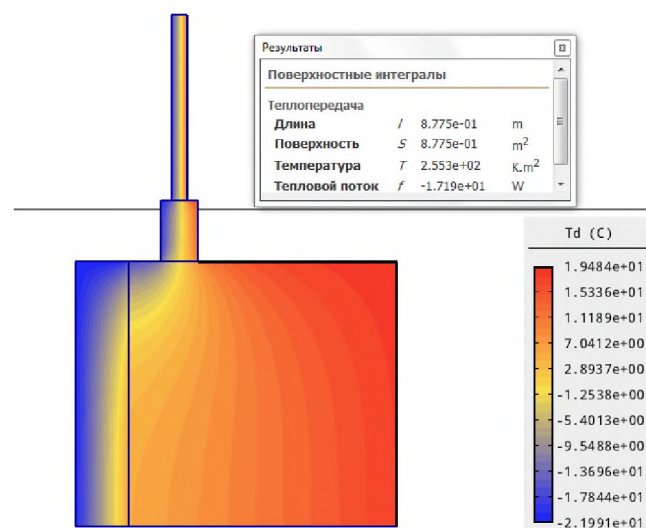 Результаты
Поверхностные интегралы
Теплопередача
Длина l 8.775e-01 m
Поверхность S 8.775e-01 m²
Температура T 2.553e+02 K.m²
Тепловой поток f -1.719e+01 W
Td (C)
1.9484e+01
1.5336e+01
1.1189e+01
7.0412e+00
2.8937e+00
-1.2538e+00
-5.4013e+00
-9.5488e+00
-1.3696e+01
-1.7844e+01
-2.1991e+01